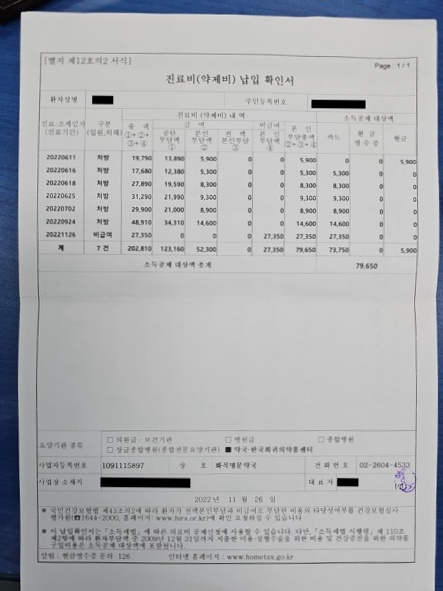 [별지 제12호의2 서식]
Page : 1 / 1
진료비(약제비) 납입 확인서
환자성명 주민등록번호
진료비 (약제비) 내 역 소득공제 대상액
진료·조제일자 (진료기간) 구분 (입원,외래) 총 액 ①+②+③+④ 급 여 비급여 본 인 부담총액 ②+③+④ 카드 현 금 영수증 현금
공단 부담액 ① 본인 부담액 ② 전 액 본인부담 ③ 본 인 부담액 ④
20220611 처방 19,790 13,890 5,900 0 0 5,900 0 0 5,900
20220616 처방 17,680 12,380 5,300 0 0 5,300 5,300 0 0
20220618 처방 27,890 19,590 8,300 0 0 8,300 8,300 0 0
20220625 처방 31,290 21,990 9,300 0 0 9,300 9,300 0 0
20220702 처방 29,900 21,000 8,900 0 0 8,900 8,900 0 0
20220924 처방 48,910 34,310 14,600 0 0 14,600 14,600 0 0
20221126 비급여 27,350 0 0 0 27,350 27,350 27,350 0 0
계 7 건 202,810 123,160 52,300 0 27,350 79,650 73,750 0 5,900
소득공제 대상액 총계 79,650
요양기관 종류 □ 의원급·보건기관 □ 병원급 □ 종합병원
□ 상급종합병원(종합전문요양기관) ■ 약국·한국희귀의약품센터
사업자등록번호 1091115897 상 호 화곡명문약국 전 화 번 호 02-2604-4533
사업장 소재지 대 표 자 (인)
2022년 11 월 26 일
■ 국민건강보험법 제43조의2에 따라 환자가 전액본인부담금과 비급여로 부담한 비용의 타당성여부를 건강보험심사
평가원(☎1644-2000, 홈페이지 : www.hira.or.kr)에 확인 요청하실 수 있습니다
■ 이 납입확인서는「소득세법」에 따른 의료비 공제신청에 사용할 수 있습니다. 다만,「소득세법 시행령」제110조
제2항에 따라 환자부담액 중 2009년 12월 31일까지 지출한 미용·성형수술을 위한 비용 및 건강증진을 위한 의약품
구입비용은 소득공제 대상액에 포함됩니다.
알림 : 현금영수증 문의 126 인터넷 홈페이지 : www.hometax.go.kr